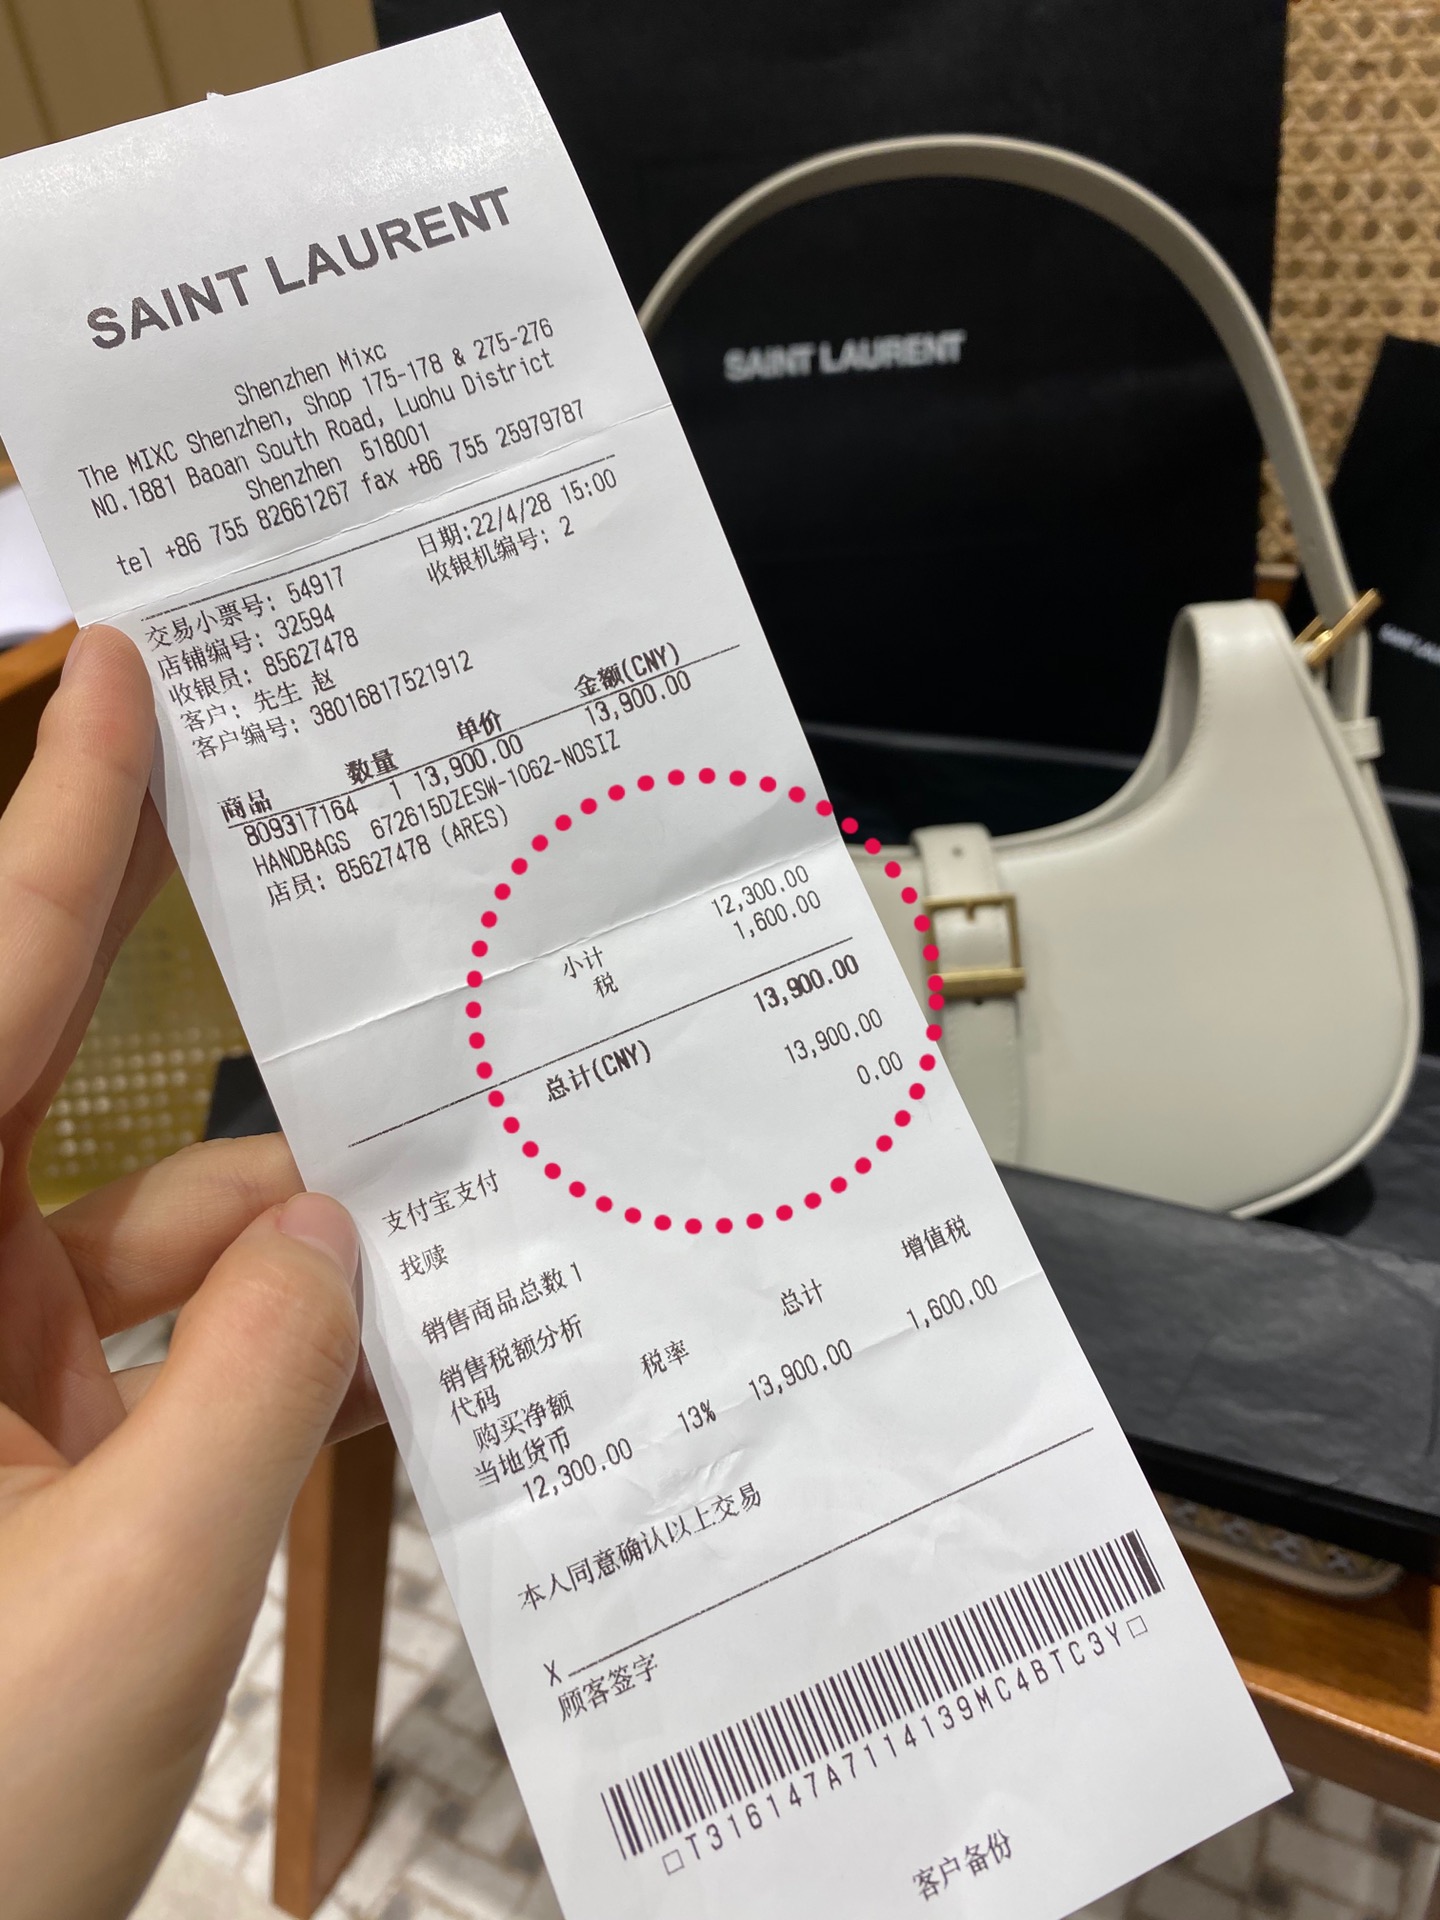 SAINT LAURENT
Shenzhen Mixc
The MIXC Shenzhen, Shop 175-178 & 275-276
NO.1881 Baoan South Road, Luohu District
Shenzhen 518001
tel +86 755 82661267 fax +86 755 25979787
日期:22/4/28 15:00
交易小票号: 54917 收银机编号: 2
店铺编号: 32594
收银员: 85627478
客户: 先生 赵
客户编号: 38016817521912
商品 数量 单价 金额(CNY)
809317164 1 13,900.00 13,900.00
HANDBAGS 672615DZESW-1062-NOSIZ
店员: 85627478 (ARES)
小计 12,300.00
税 1,600.00
总计(CNY) 13,900.00
支付宝支付 13,900.00
找赎 0.00
销售商品总数 1
销售税额分析
代码 税率 总计 增值税
购买净额
当地货币
12,300.00 13% 13,900.00 1,600.00
本人同意确认以上交易
X
顾客签字
□T316147A7114139MC4BTC3Y□
客户备份
SAINT LAURENT
SAINT